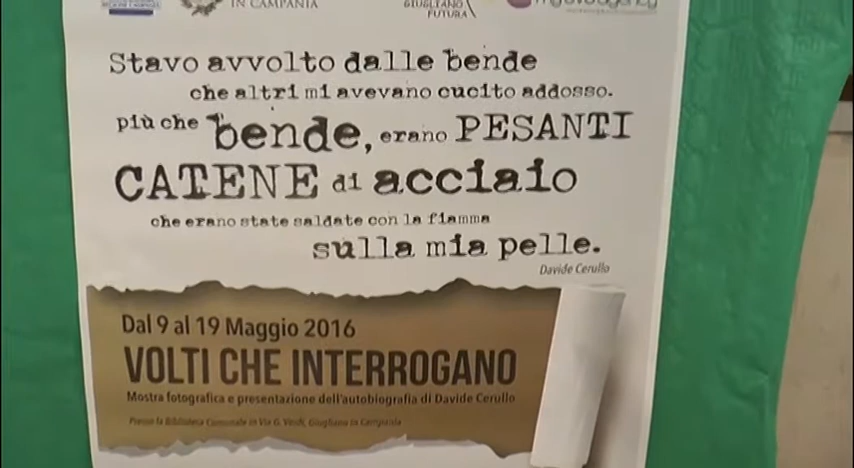 IN CAMPANIA
GIUGLIANO
FUTURA
Stavo avvolto dalle bende
che altri mi avevano cucito addosso.
più che bende, erano PESANTI
CATENE di acciaio
che erano state saldate con la fiamma
sulla mia pelle.
Davide Cerullo
Dal 9 al 19 Maggio 2016
VOLTI CHE INTERROGANO
Mostra fotografica e presentazione dell'autobiografia di Davide Cerullo
Presso la Biblioteca Comunale in Via G. Verdi, Giugliano in Campania